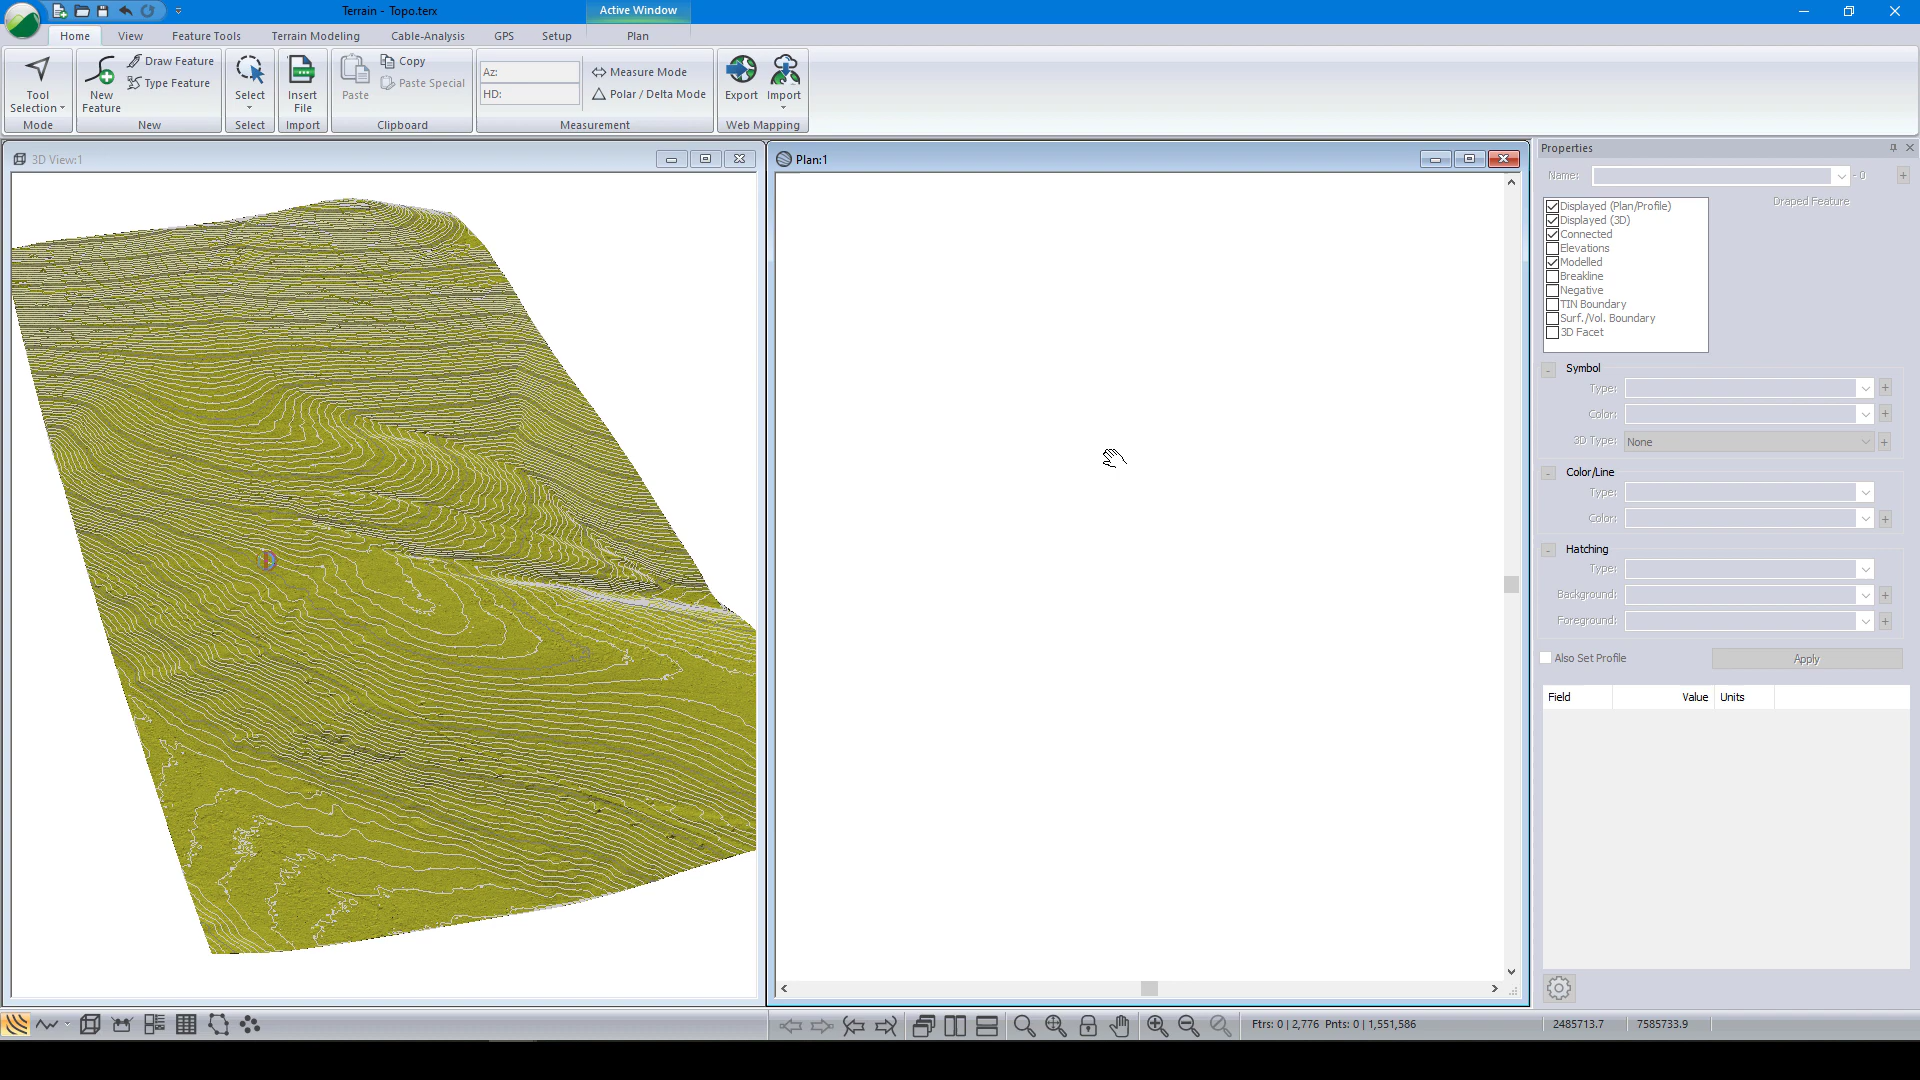 Terrain - Topo.terx
Active Window
Home
View
Feature Tools
Terrain Modeling
Cable-Analysis
GPS
Setup
Plan
Tool Selection
Mode
New Feature
Draw Feature
Type Feature
New
Select
Select
Insert File
Import
Paste
Copy
Paste Special
Clipboard
Az:
HD:
Measure Mode
Polar / Delta Mode
Measurement
Export
Import
Web Mapping
3D View:1
Plan:1
Properties
Name:
- 0
Displayed (Plan/Profile)
Displayed (3D)
Connected
Elevations
Modelled
Breakline
Negative
TIN Boundary
Surf./Vol. Boundary
3D Facet
Draped Feature
Symbol
Type:
Color:
3D Type:
None
Color/Line
Type:
Color:
Hatching
Type:
Background:
Foreground:
Also Set Profile
Apply
Field
Value
Units
Ftrs: 0 | 2,776 Pnts: 0 | 1,551,586
2485713.7
7585733.9